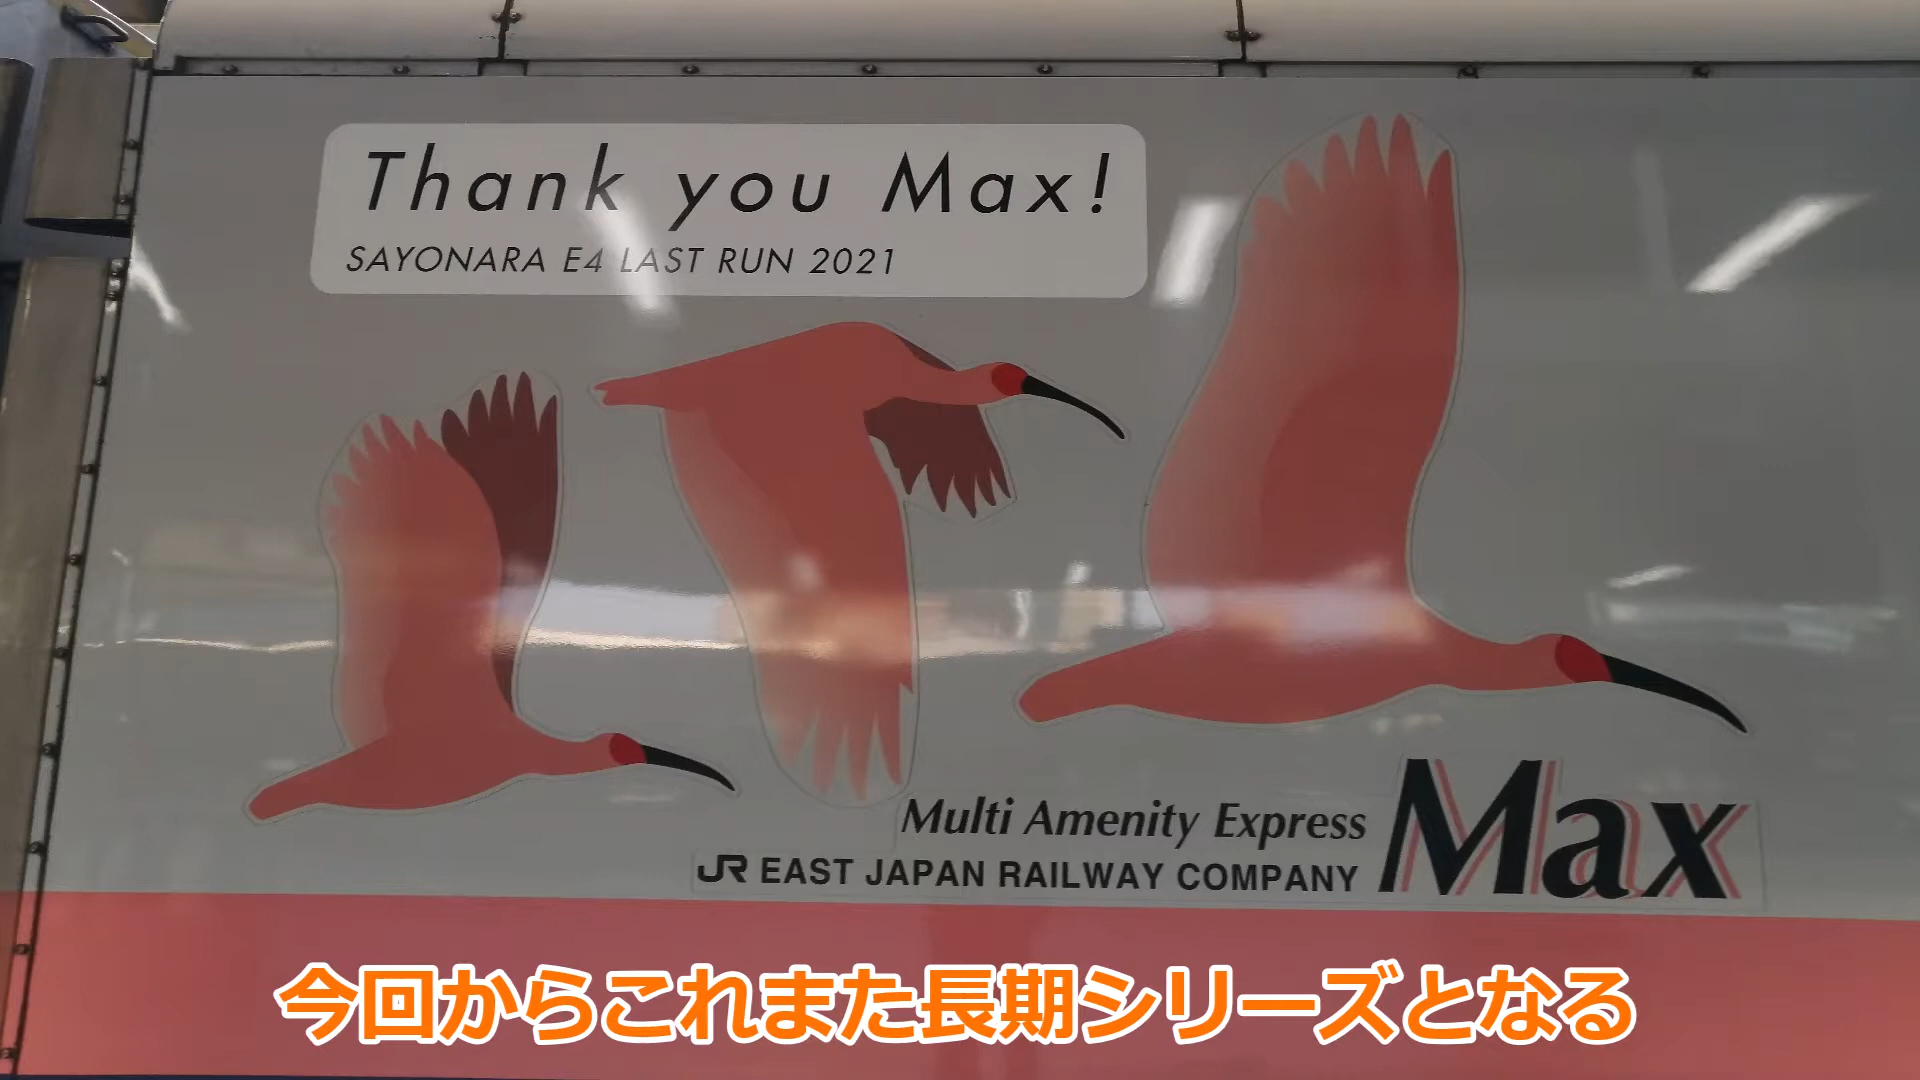 Thank you Max!
SAYONARA E4 LAST RUN 2021
Multi Amenity Express
JR EAST JAPAN RAILWAY COMPANY
Max
今回からこれまた長期シリーズとなる